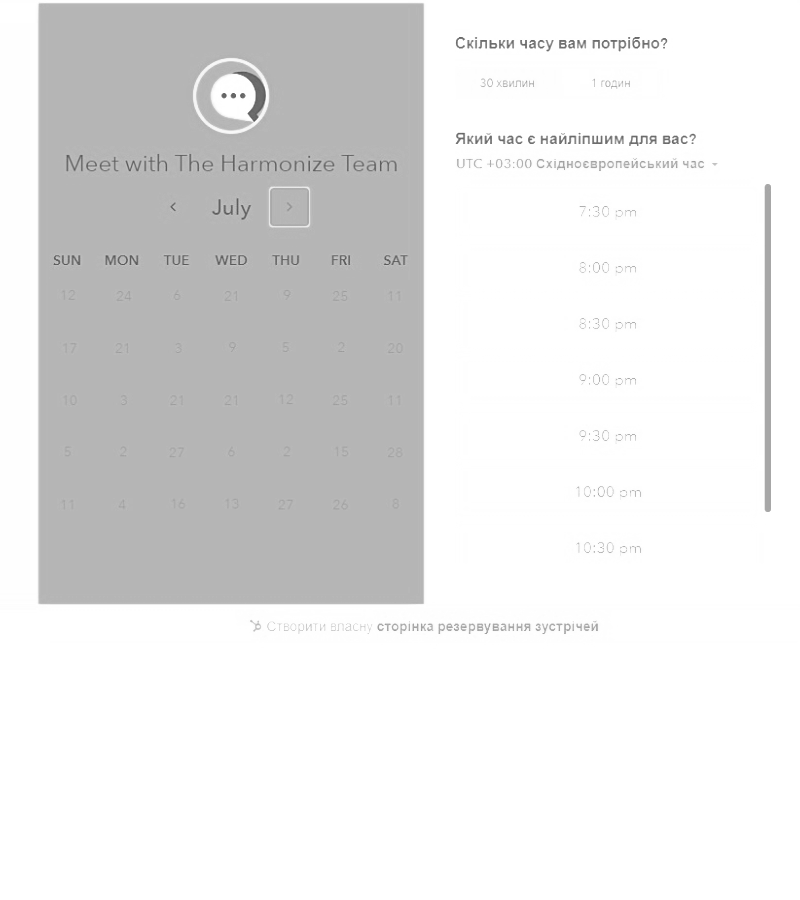 Meet with The Harmonize Team
July
SUN MON TUE WED THU FRI SAT
12 24 6 21 9 25 11
17 21 3 9 5 2 20
10 3 21 21 12 25 11
5 2 27 6 2 15 28
11 4 16 13 27 26 8
Скільки часу вам потрібно?
30 хвилин 1 годин
Який час є найліпшим для вас?
UTC +03:00 Східноєвропейський час
7:30 pm
8:00 pm
8:30 pm
9:00 pm
9:30 pm
10:00 pm
10:30 pm
Створити власну сторінка резервування зустрічей